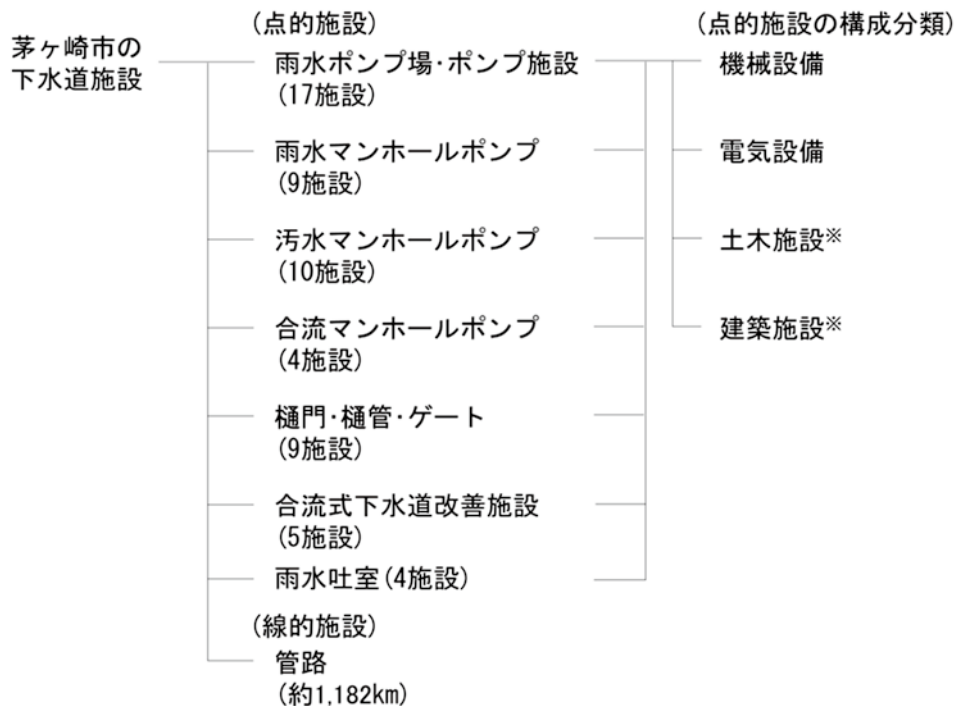 茅ヶ崎市の
下水道施設
(点的施設)
雨水ポンプ場・ポンプ施設
(17施設)
雨水マンホールポンプ
(9施設)
汚水マンホールポンプ
(10施設)
合流マンホールポンプ
(4施設)
樋門・樋管・ゲート
(9施設)
合流式下水道改善施設
(5施設)
雨水吐室(4施設)
(線的施設)
管路
(約1,182km)
(点的施設の構成分類)
機械設備
電気設備
土木施設※
建築施設※